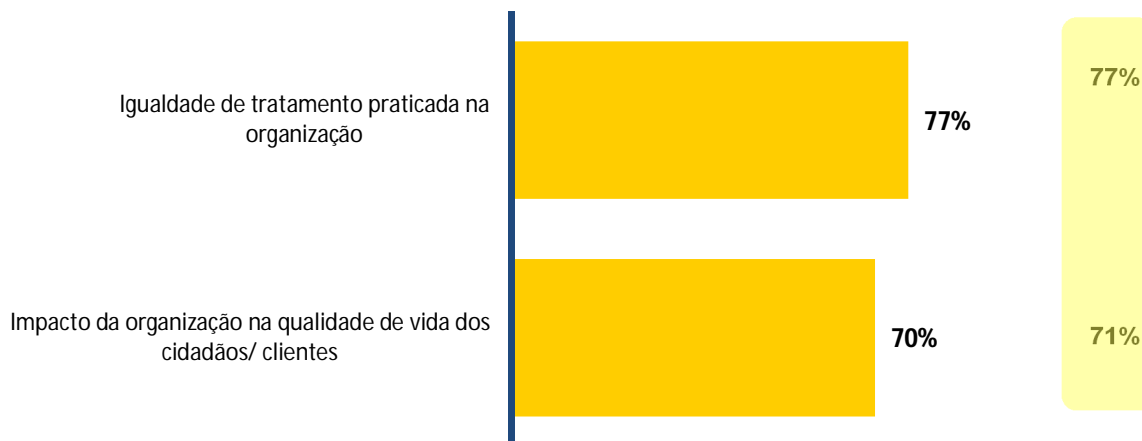 Igualdade de tratamento praticada na
organização
77%
77%
Impacto da organização na qualidade de vida dos
cidadãos/ clientes
70%
71%